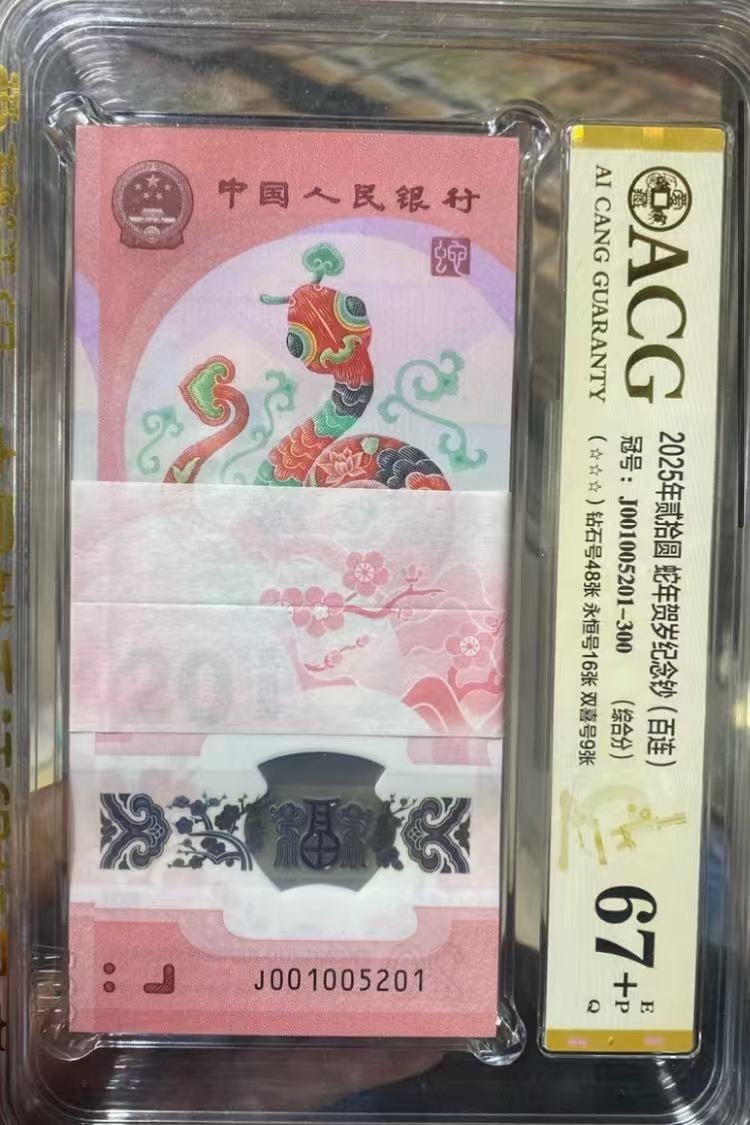 中国人民银行
蛇
J001005201
ACG
AI CANG GUARANTY
2025年贰拾圆 蛇年贺岁纪念钞（百连）
冠号：J001005201-300 （综合分）
（☆☆☆）钻石号48张 永恒号16张 双喜号9张
67+
E
P
Q